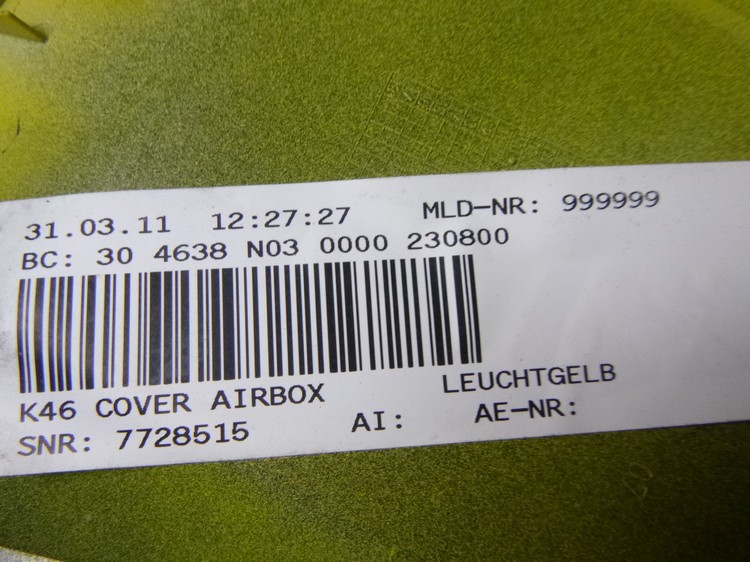 31.03.11 12:27:27 MLD-NR: 999999
BC: 30 4638 N03 0000 230800
K46 COVER AIRBOX LEUCHTGELB
SNR: 7728515 AI: AE-NR: